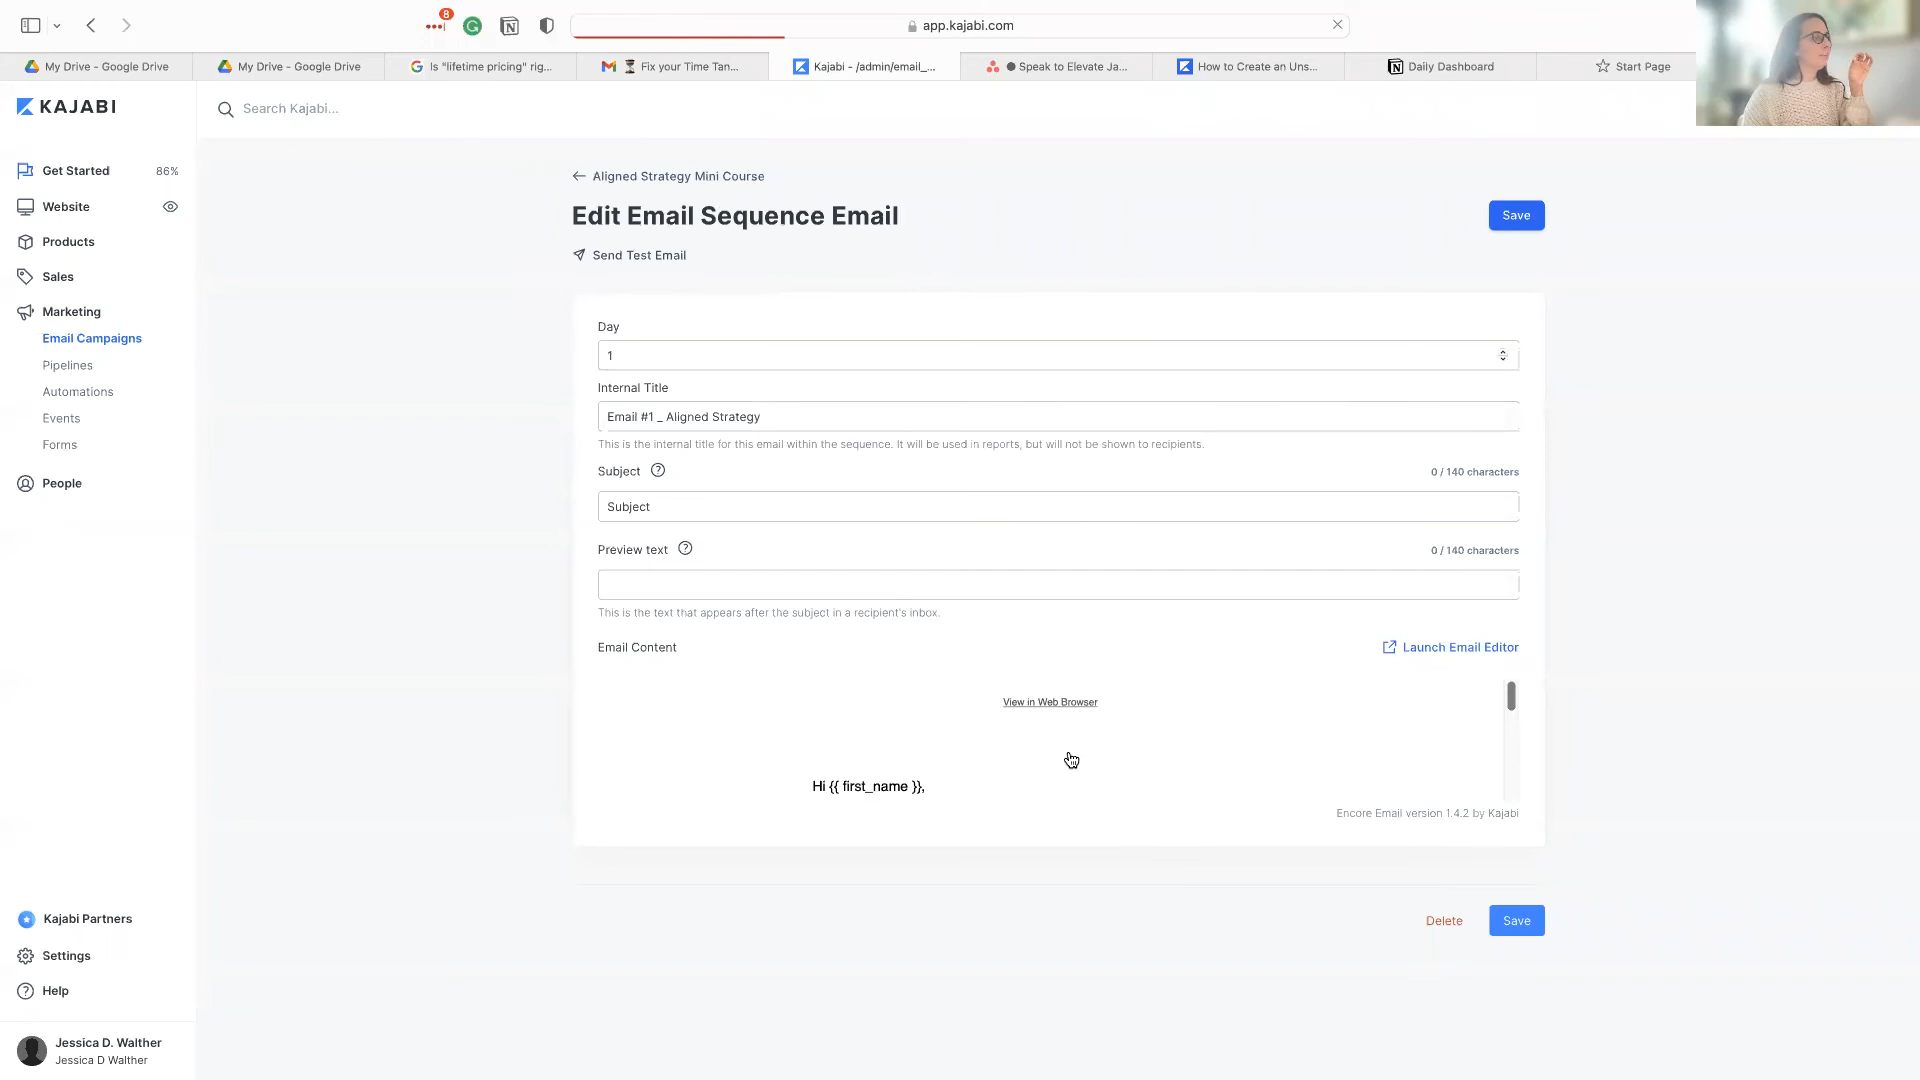 8
app.kajabi.com
My Drive - Google Drive
My Drive - Google Drive
Is "lifetime pricing" rig...
Fix your Time Tan...
Kajabi - /admin/email_...
Speak to Elevate Ja...
How to Create an Uns...
Daily Dashboard
Start Page
KAJABI
Search Kajabi...
Get Started 86%
Website
Products
Sales
Marketing
Email Campaigns
Pipelines
Automations
Events
Forms
People
Aligned Strategy Mini Course
Edit Email Sequence Email
Save
Send Test Email
Day
1
Internal Title
Email #1 _ Aligned Strategy
This is the internal title for this email within the sequence. It will be used in reports, but will not be shown to recipients.
Subject
0 / 140 characters
Subject
Preview text
0 / 140 characters
This is the text that appears after the subject in a recipient's inbox.
Email Content
Launch Email Editor
View in Web Browser
Hi {{ first_name }},
Encore Email version 1.4.2 by Kajabi
Delete
Save
Kajabi Partners
Settings
Help
Jessica D. Walther
Jessica D Walther